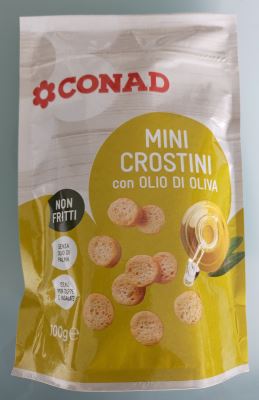 CONAD
MINI
CROSTINI
con OLIO DI OLIVA
NON
FRITTI
SENZA
OLIO DI
PALMA
IDEALI
PER ZUPPE
E INSALATE
100g e